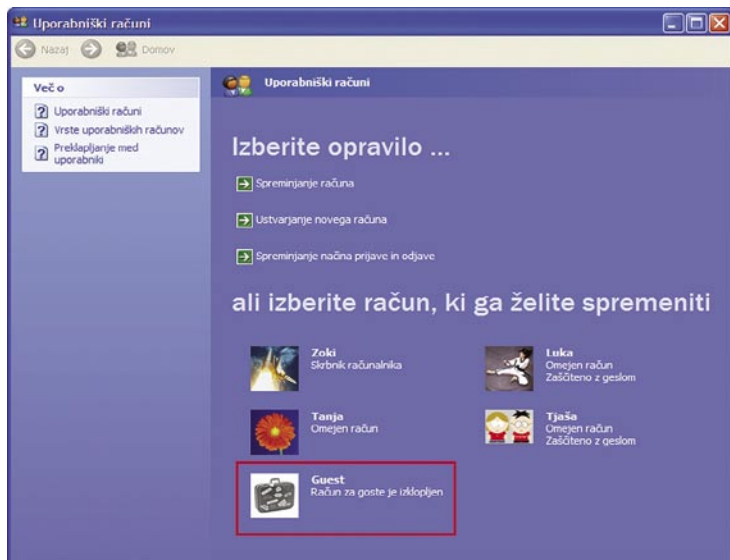 Uporabniški računi
Nazaj
Domov
Več o
Uporabniški računi
Vrste uporabniških računov
Preklapljanje med
uporabniki
Uporabniški računi
Izberite opravilo ...
Spreminjanje računa
Ustvarjanje novega računa
Spreminjanje načina prijave in odjave
ali izberite račun, ki ga želite spremeniti
Zoki
Skrbnik računalnika
Luka
Omejen račun
Zaščiteno z geslom
Tanja
Omejen račun
Tjaša
Omejen račun
Zaščiteno z geslom
Guest
Račun za goste je izklopljen